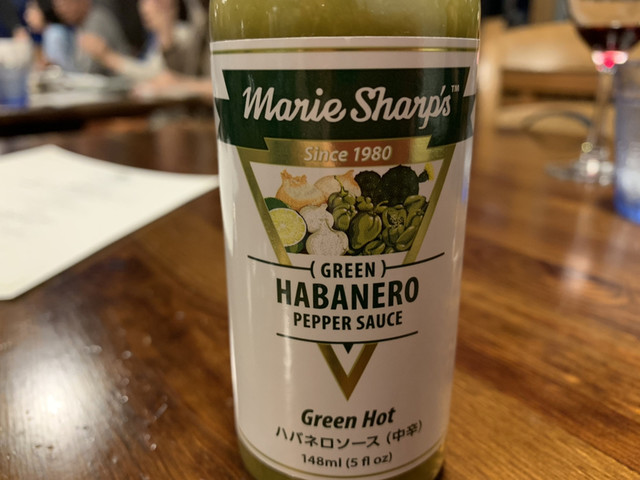 Marie Sharp's™
Since 1980
(GREEN)
HABANERO
PEPPER SAUCE
Green Hot
ハバネロソース（中辛）
148ml (5 fl oz)